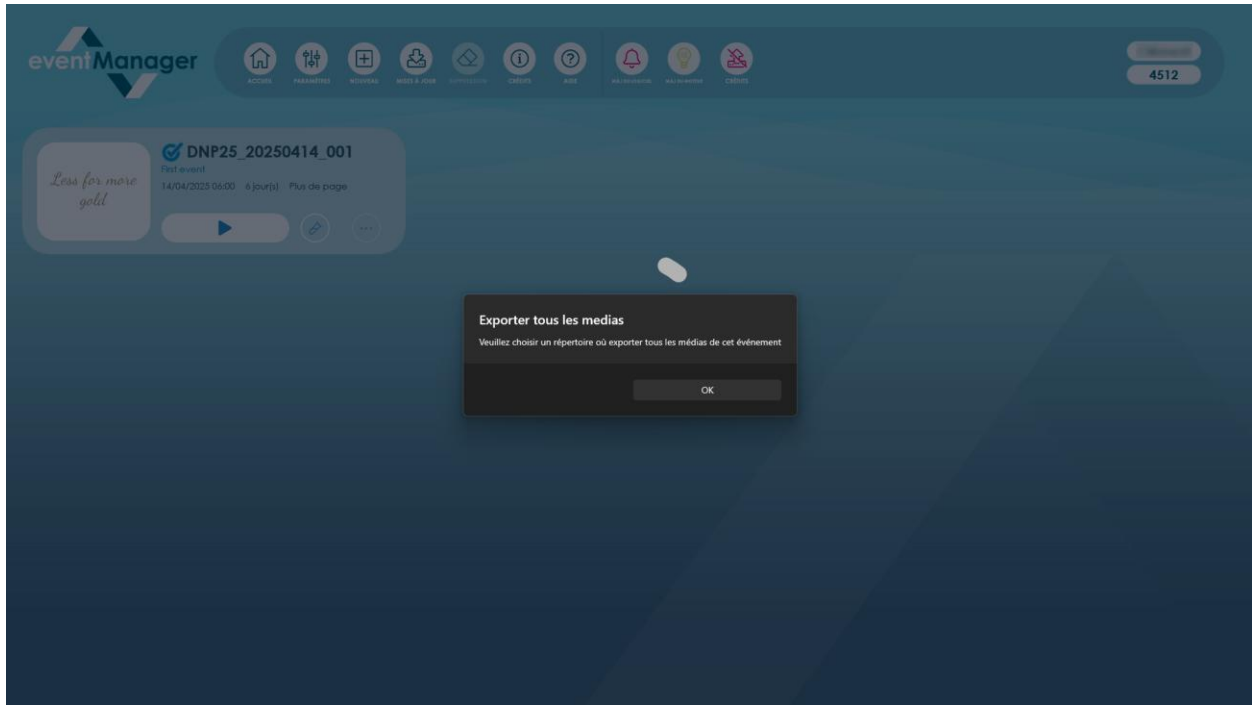 eventManager
ACCUEIL
PARAMÈTRES
NOUVEAU
MISES À JOUR
CRÉDITS
AIDE
CRÉDITS
4512
DNP25_20250414_001
First event
14/04/2025 06:00 6 jour(s) Plus de page
Less for more
gold
Exporter tous les medias
Veuillez choisir un répertoire où exporter tous les médias de cet événement
OK